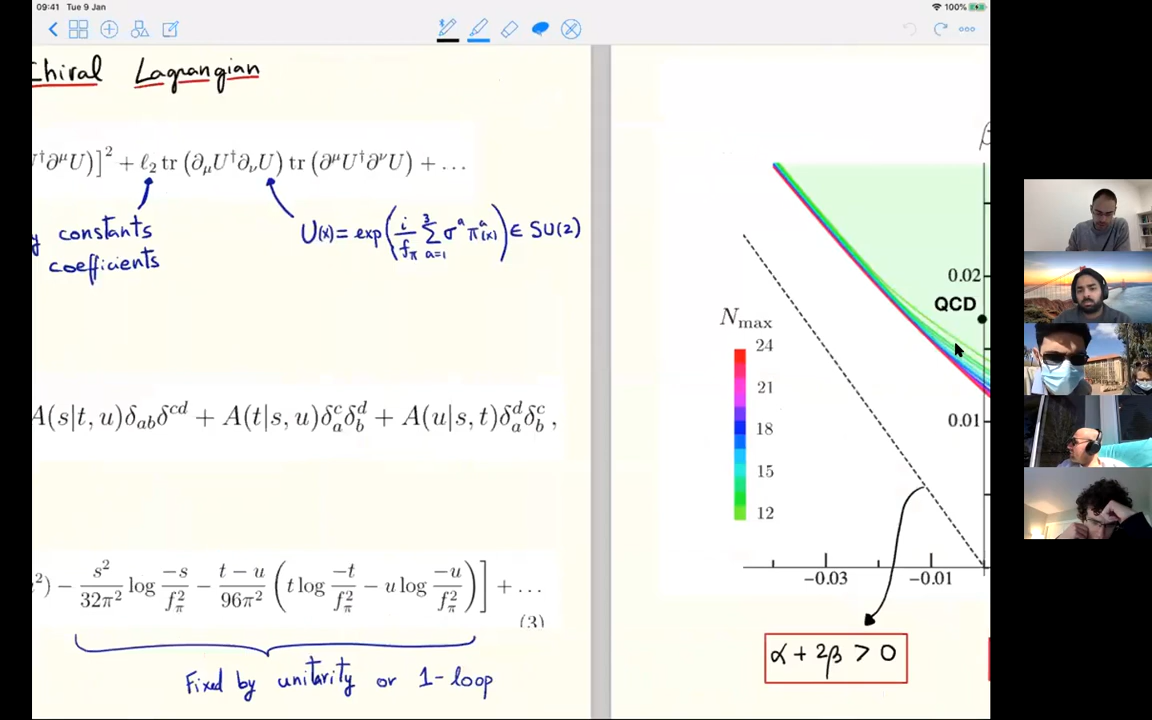 09:41 Tue 9 Jan
100%
Chiral Lagrangian
U†∂^μU)]² + ℓ₂ tr (∂_μU†∂_νU) tr (∂^μU†∂^νU) + ...
y constants
coefficients
U(x) = exp(i/f_π Σ_{a=1}^{3} σ^a π^a(x)) ∈ SU(2)
A(s|t, u)δ_{ab}δ^{cd} + A(t|s, u)δ_a^cδ_b^d + A(u|s, t)δ_a^dδ_b^c ,
²) − s²/32π² log −s/f_π² − t − u/96π² (t log −t/f_π² − u log −u/f_π²)] + ...
(3)
Fixed by unitarity or 1-loop
β
0.02
QCD
N_max
24
21
18
15
12
0.01
−0.03
−0.01
α + 2β > 0